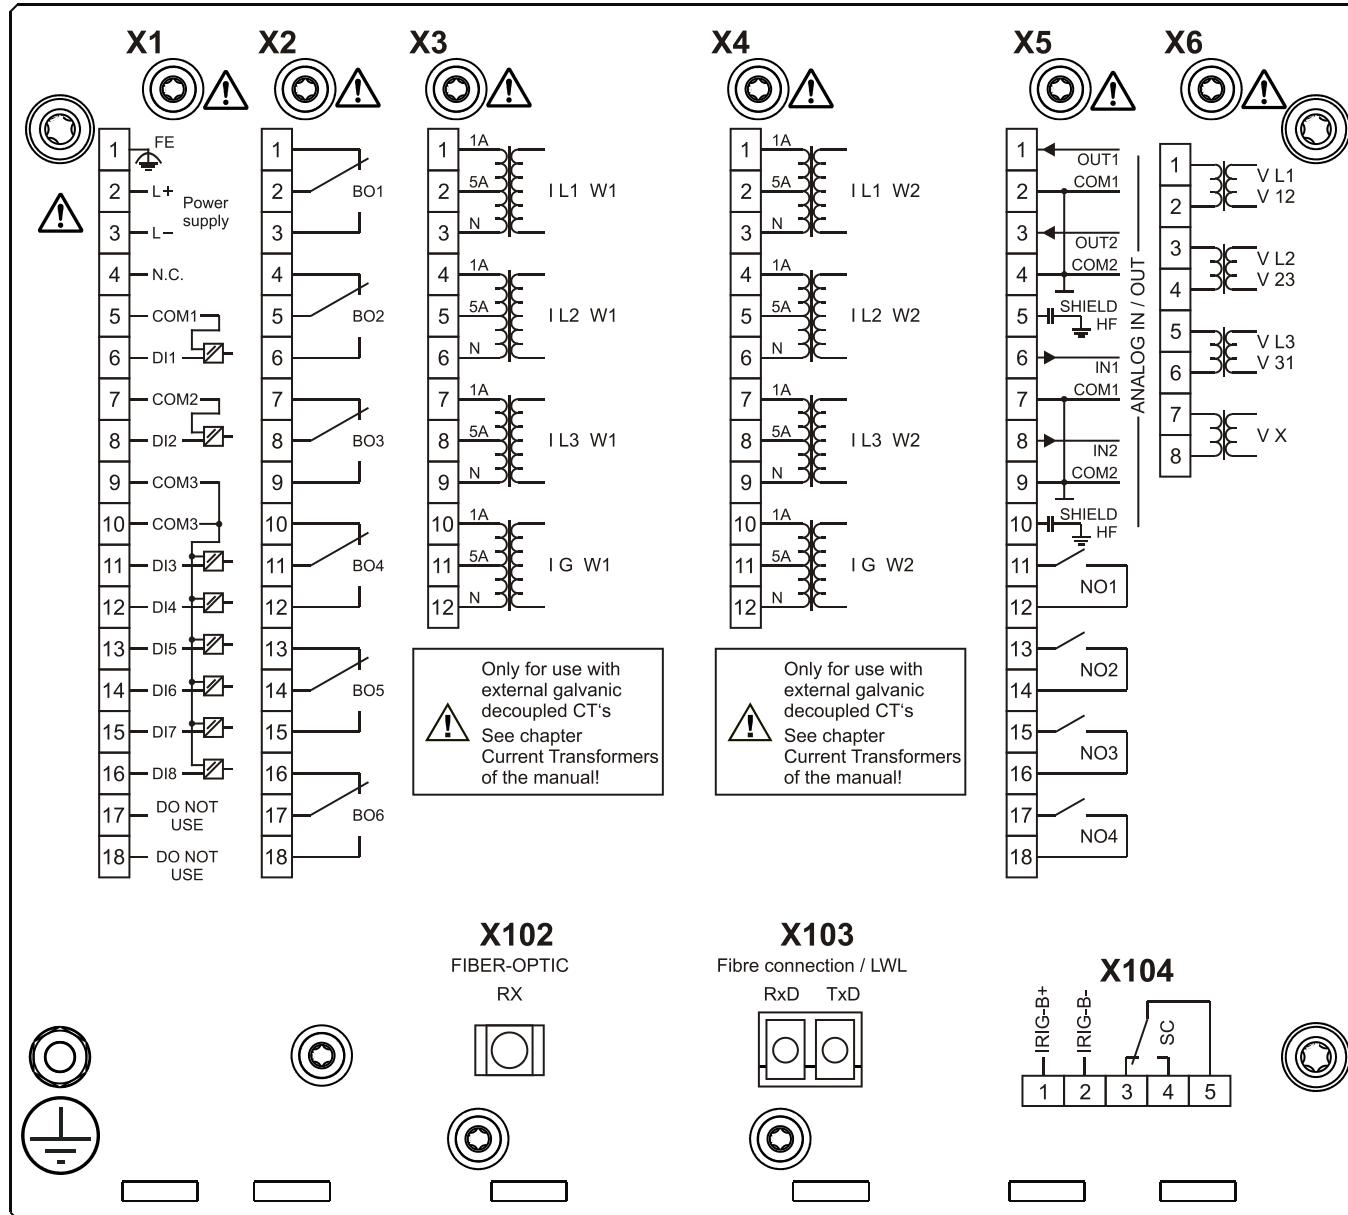 X1 X2 X3 X4 X5 X6
1 FE
2 L+
Power
supply
3 L–
4 N.C.
5 COM1
6 DI1
7 COM2
8 DI2
9 COM3
10 COM3
11 DI3
12 DI4
13 DI5
14 DI6
15 DI7
16 DI8
17 DO NOT
USE
18 DO NOT
USE
1
2 BO1
3
4
5 BO2
6
7
8 BO3
9
10
11 BO4
12
13
14 BO5
15
16
17 BO6
18
1 1A
2 5A I L1 W1
3 N
4 1A
5 5A I L2 W1
6 N
7 1A
8 5A I L3 W1
9 N
10 1A
11 5A I G W1
12 N
Only for use with
external galvanic
decoupled CT‘s
See chapter
Current Transformers
of the manual!
1 1A
2 5A I L1 W2
3 N
4 1A
5 5A I L2 W2
6 N
7 1A
8 5A I L3 W2
9 N
10 1A
11 5A I G W2
12 N
Only for use with
external galvanic
decoupled CT‘s
See chapter
Current Transformers
of the manual!
1 OUT1
2 COM1
3 OUT2
4 COM2
5 SHIELD
HF
6 IN1
7 COM1
8 IN2
9 COM2
10 SHIELD
HF
ANALOG IN / OUT
11
NO1
12
13
NO2
14
15
NO3
16
17
NO4
18
1 V L1
2 V 12
3 V L2
4 V 23
5 V L3
6 V 31
7
V X
8
X102
FIBER-OPTIC
RX
X103
Fibre connection / LWL
RxD TxD
X104
IRIG-B+
IRIG-B-
SC
1 2 3 4 5